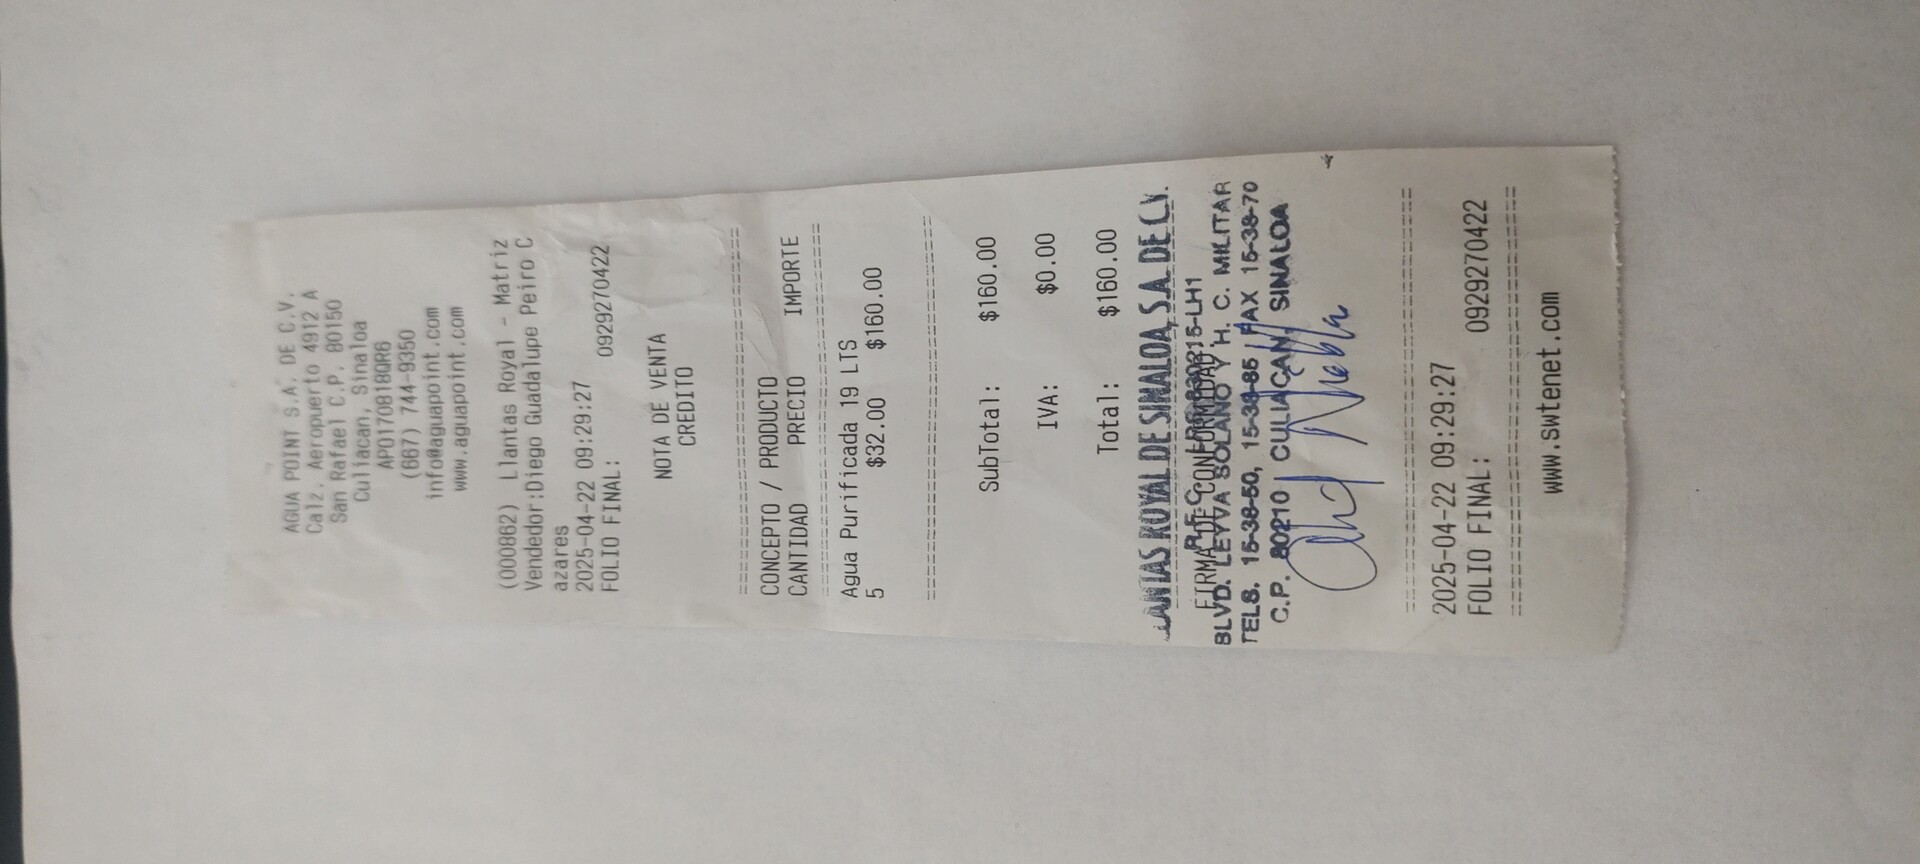 AGUA POINT S.A. DE C.V.
Calz. Aeropuerto 4912 A
San Rafael C.P. 80150
Culiacan, Sinaloa
APO170818QR6
(667) 744-9350
info@aguapoint.com
www.aguapoint.com
(000862) Llantas Royal - Matriz
Vendedor:Diego Guadalupe Peiro C
azares
2025-04-22 09:29:27
FOLIO FINAL: 0929270422
NOTA DE VENTA
CREDITO
CONCEPTO / PRODUCTO
CANTIDAD PRECIO IMPORTE
Agua Purificada 19 LTS
5 $32.00 $160.00
SubTotal: $160.00
IVA: $0.00
Total: $160.00
LLANTAS ROYAL DE SINALOA, S.A. DE C.V.
R.F.C.
FIRMA DE CONFORMIDAD
BLVD. LEYVA SOLANO Y H. C. MILITAR
TELS. 15-38-50, 15-38-85 FAX 15-38-70
C.P. 80210 CULIACAN, SINALOA
2025-04-22 09:29:27
FOLIO FINAL: 0929270422
www.swtenet.com